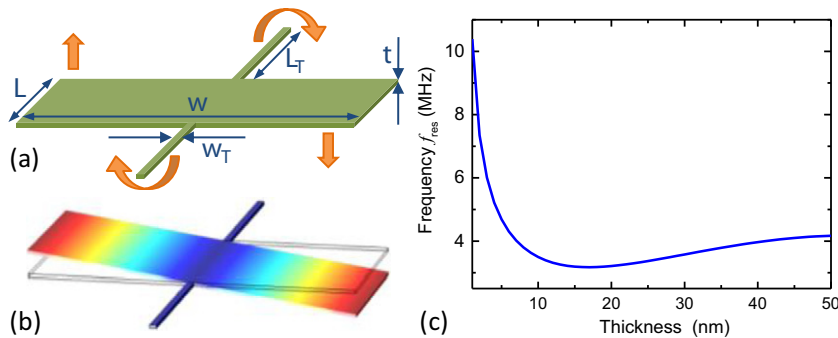 (a)
L
w
t
L_T
w_T
(b)
(c)
Frequency f_res (MHz)
10
8
6
4
10
20
30
40
50
Thickness (nm)